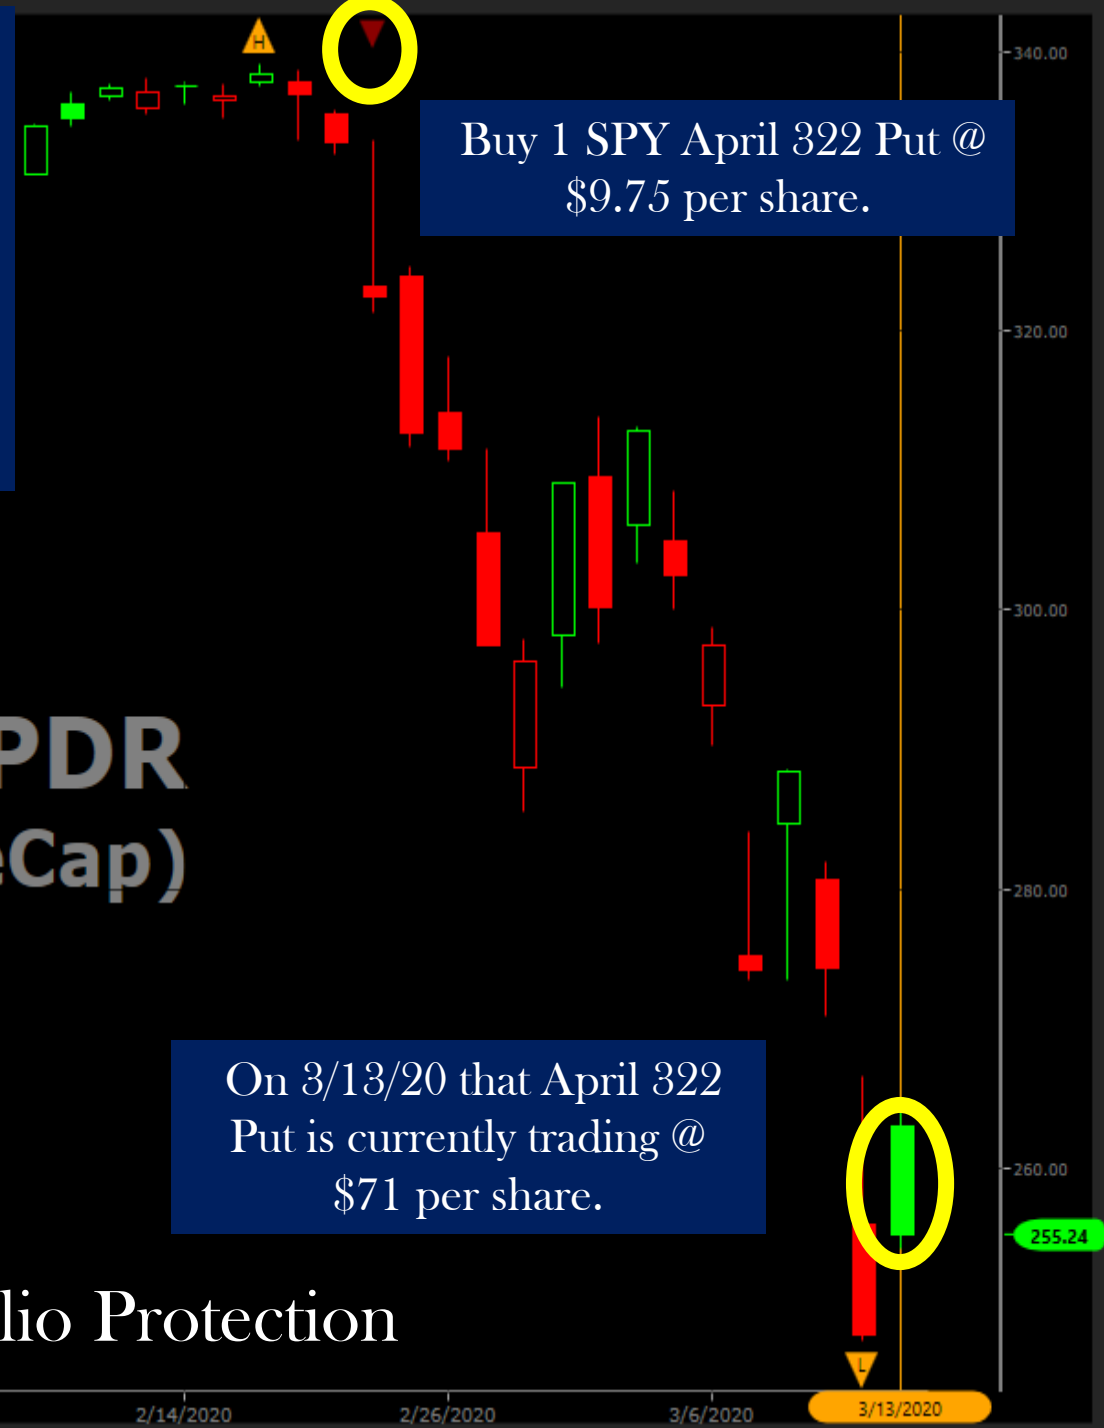 H
340.00
Buy 1 SPY April 322 Put @
$9.75 per share.
320.00
300.00
PDR
eCap)
280.00
On 3/13/20 that April 322
Put is currently trading @
$71 per share.
260.00
255.24
lio Protection
L
2/14/2020
2/26/2020
3/6/2020
3/13/2020